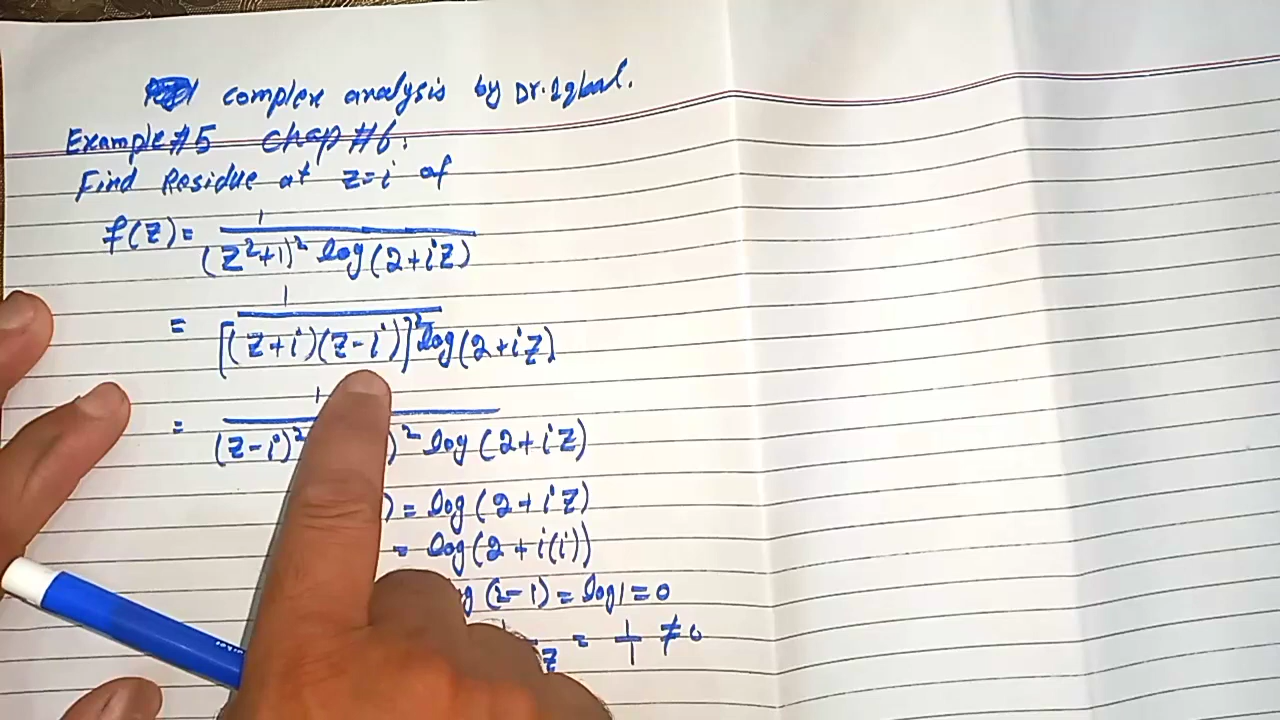 complex analysis by Dr. Iqbal.
Example #5 Chap #6.
Find Residue at z=i of
f(z) = 1 / (z²+1)² log(2+iz)
= 1 / [(z+i)(z-i)]² log(2+iz)
= 1 / (z-i)² )² log(2+iz)
) = log(2+iz)
= log(2+i(i))
(2-1) = log1 = 0
z = 1/1 ≠ 0